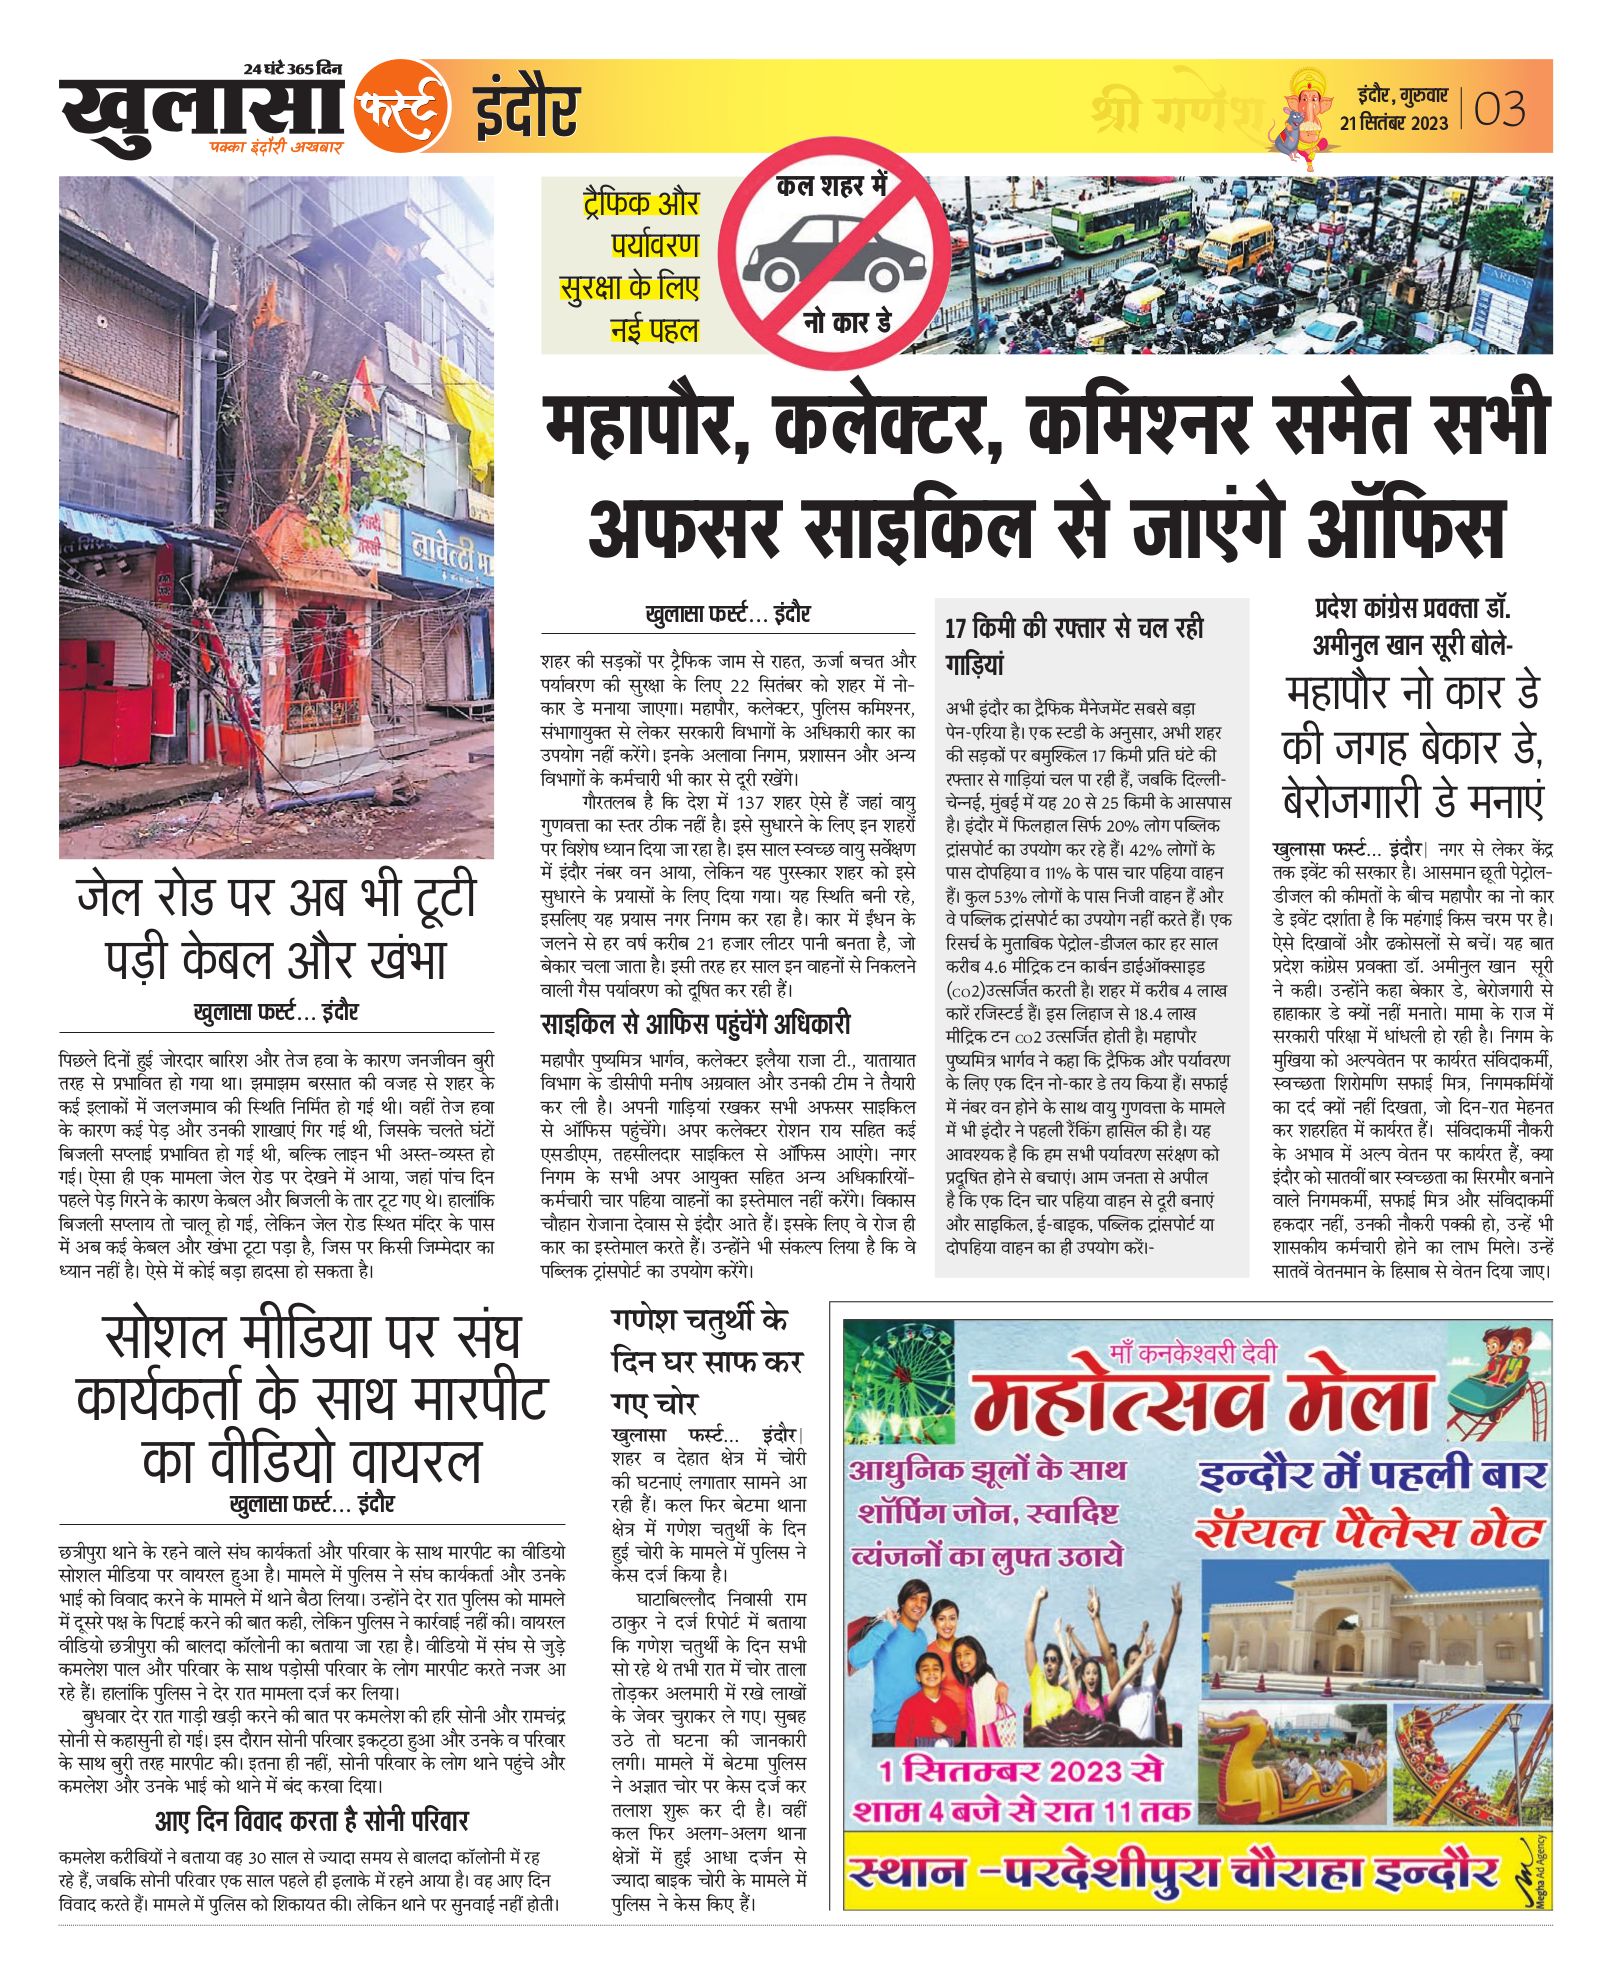 24 घंटे 365 दिन
खुलासा
फर्स्ट
पक्का इंदौरी अखबार
इंदौर
श्री गणेश
इंदौर, गुरुवार
21 सितंबर 2023
03
ट्रैफिक और
पर्यावरण
सुरक्षा के लिए
नई पहल
कल शहर में
नो कार डे
CARBON
महापौर, कलेक्टर, कमिश्नर समेत सभी
अफसर साइकिल से जाएंगे ऑफिस
खुलासा फर्स्ट... इंदौर
शहर की सड़कों पर ट्रैफिक जाम से राहत, ऊर्जा बचत और
पर्यावरण की सुरक्षा के लिए 22 सितंबर को शहर में नो-
कार डे मनाया जाएगा। महापौर, कलेक्टर, पुलिस कमिश्नर,
संभागायुक्त से लेकर सरकारी विभागों के अधिकारी कार का
उपयोग नहीं करेंगे। इनके अलावा निगम, प्रशासन और अन्य
विभागों के कर्मचारी भी कार से दूरी रखेंगे।
गौरतलब है कि देश में 137 शहर ऐसे हैं जहां वायु
गुणवत्ता का स्तर ठीक नहीं है। इसे सुधारने के लिए इन शहरों
पर विशेष ध्यान दिया जा रहा है। इस साल स्वच्छ वायु सर्वेक्षण
में इंदौर नंबर वन आया, लेकिन यह पुरस्कार शहर को इसे
सुधारने के प्रयासों के लिए दिया गया। यह स्थिति बनी रहे,
इसलिए यह प्रयास नगर निगम कर रहा है। कार में ईंधन के
जलने से हर वर्ष करीब 21 हजार लीटर पानी बनता है, जो
बेकार चला जाता है। इसी तरह हर साल इन वाहनों से निकलने
वाली गैस पर्यावरण को दूषित कर रही हैं।
साइकिल से आफिस पहुंचेंगे अधिकारी
महापौर पुष्यमित्र भार्गव, कलेक्टर इलैया राजा टी., यातायात
विभाग के डीसीपी मनीष अग्रवाल और उनकी टीम ने तैयारी
कर ली है। अपनी गाड़ियां रखकर सभी अफसर साइकिल
से ऑफिस पहुंचेंगे। अपर कलेक्टर रोशन राय सहित कई
एसडीएम, तहसीलदार साइकिल से ऑफिस आएंगे। नगर
निगम के सभी अपर आयुक्त सहित अन्य अधिकारियों-
कर्मचारी चार पहिया वाहनों का इस्तेमाल नहीं करेंगे। विकास
चौहान रोजाना देवास से इंदौर आते हैं। इसके लिए वे रोज ही
कार का इस्तेमाल करते हैं। उन्होंने भी संकल्प लिया है कि वे
पब्लिक ट्रांसपोर्ट का उपयोग करेंगे।
17 किमी की रफ्तार से चल रही
गाड़ियां
अभी इंदौर का ट्रैफिक मैनेजमेंट सबसे बड़ा
पेन-एरिया है। एक स्टडी के अनुसार, अभी शहर
की सड़कों पर बमुश्किल 17 किमी प्रति घंटे की
रफ्तार से गाड़ियां चल पा रही हैं, जबकि दिल्ली-
चेन्नई, मुंबई में यह 20 से 25 किमी के आसपास
है। इंदौर में फिलहाल सिर्फ 20% लोग पब्लिक
ट्रांसपोर्ट का उपयोग कर रहे हैं। 42% लोगों के
पास दोपहिया व 11% के पास चार पहिया वाहन
हैं। कुल 53% लोगों के पास निजी वाहन हैं और
वे पब्लिक ट्रांसपोर्ट का उपयोग नहीं करते हैं। एक
रिसर्च के मुताबिक पेट्रोल-डीजल कार हर साल
करीब 4.6 मीट्रिक टन कार्बन डाईऑक्साइड
(CO2)उत्सर्जित करती है। शहर में करीब 4 लाख
कारें रजिस्टर्ड हैं। इस लिहाज से 18.4 लाख
मीट्रिक टन CO2 उत्सर्जित होती है। महापौर
पुष्यमित्र भार्गव ने कहा कि ट्रैफिक और पर्यावरण
के लिए एक दिन नो-कार डे तय किया हैं। सफाई
में नंबर वन होने के साथ वायु गुणवत्ता के मामले
में भी इंदौर ने पहली रैंकिंग हासिल की है। यह
आवश्यक है कि हम सभी पर्यावरण सरंक्षण को
प्रदूषित होने से बचाएं। आम जनता से अपील
है कि एक दिन चार पहिया वाहन से दूरी बनाएं
और साइकिल, ई-बाइक, पब्लिक ट्रांसपोर्ट या
दोपहिया वाहन का ही उपयोग करें।-
प्रदेश कांग्रेस प्रवक्ता डॉ.
अमीनुल खान सूरी बोले-
महापौर नो कार डे
की जगह बेकार डे,
बेरोजगारी डे मनाएं
खुलासा फर्स्ट... इंदौर| नगर से लेकर केंद्र
तक इवेंट की सरकार है। आसमान छूती पेट्रोल-
डीजल की कीमतों के बीच महापौर का नो कार
डे इवेंट दर्शाता है कि महंगाई किस चरम पर है।
ऐसे दिखावों और ढकोसलों से बचें। यह बात
प्रदेश कांग्रेस प्रवक्ता डॉ. अमीनुल खान सूरी
ने कही। उन्होंने कहा बेकार डे, बेरोजगारी से
हाहाकार डे क्यों नहीं मनाते। मामा के राज में
सरकारी परिक्षा में धांधली हो रही है। निगम के
मुखिया को अल्पवेतन पर कार्यरत संविदाकर्मी,
स्वच्छता शिरोमणि सफाई मित्र, निगमकर्मियों
का दर्द क्यों नहीं दिखता, जो दिन-रात मेहनत
कर शहरहित में कार्यरत हैं। संविदाकर्मी नौकरी
के अभाव में अल्प वेतन पर कार्यरत हैं, क्या
इंदौर को सातवीं बार स्वच्छता का सिरमौर बनाने
वाले निगमकर्मी, सफाई मित्र और संविदाकर्मी
हकदार नहीं, उनकी नौकरी पक्की हो, उन्हें भी
शासकीय कर्मचारी होने का लाभ मिले। उन्हें
सातवें वेतनमान के हिसाब से वेतन दिया जाए।
नावेल्टी मा
जेल रोड पर अब भी टूटी
पड़ी केबल और खंभा
खुलासा फर्स्ट... इंदौर
पिछले दिनों हुई जोरदार बारिश और तेज हवा के कारण जनजीवन बुरी
तरह से प्रभावित हो गया था। झमाझम बरसात की वजह से शहर के
कई इलाकों में जलजमाव की स्थिति निर्मित हो गई थी। वहीं तेज हवा
के कारण कई पेड़ और उनकी शाखाएं गिर गई थी, जिसके चलते घंटों
बिजली सप्लाई प्रभावित हो गई थी, बल्कि लाइन भी अस्त-व्यस्त हो
गई। ऐसा ही एक मामला जेल रोड पर देखने में आया, जहां पांच दिन
पहले पेड़ गिरने के कारण केबल और बिजली के तार टूट गए थे। हालांकि
बिजली सप्लाय तो चालू हो गई, लेकिन जेल रोड स्थित मंदिर के पास
में अब कई केबल और खंभा टूटा पड़ा है, जिस पर किसी जिम्मेदार का
ध्यान नहीं है। ऐसे में कोई बड़ा हादसा हो सकता है।
सोशल मीडिया पर संघ
कार्यकर्ता के साथ मारपीट
का वीडियो वायरल
खुलासा फर्स्ट... इंदौर
छत्रीपुरा थाने के रहने वाले संघ कार्यकर्ता और परिवार के साथ मारपीट का वीडियो
सोशल मीडिया पर वायरल हुआ है। मामले में पुलिस ने संघ कार्यकर्ता और उनके
भाई को विवाद करने के मामले में थाने बैठा लिया। उन्होंने देर रात पुलिस को मामले
में दूसरे पक्ष के पिटाई करने की बात कही, लेकिन पुलिस ने कार्रवाई नहीं की। वायरल
वीडियो छत्रीपुरा की बालदा कॉलोनी का बताया जा रहा है। वीडियो में संघ से जुड़े
कमलेश पाल और परिवार के साथ पड़ोसी परिवार के लोग मारपीट करते नजर आ
रहे हैं। हालांकि पुलिस ने देर रात मामला दर्ज कर लिया।
बुधवार देर रात गाड़ी खड़ी करने की बात पर कमलेश की हरि सोनी और रामचंद्र
सोनी से कहासुनी हो गई। इस दौरान सोनी परिवार इकट्ठा हुआ और उनके व परिवार
के साथ बुरी तरह मारपीट की। इतना ही नहीं, सोनी परिवार के लोग थाने पहुंचे और
कमलेश और उनके भाई को थाने में बंद करवा दिया।
आए दिन विवाद करता है सोनी परिवार
कमलेश करीबियों ने बताया वह 30 साल से ज्यादा समय से बालदा कॉलोनी में रह
रहे हैं, जबकि सोनी परिवार एक साल पहले ही इलाके में रहने आया है। वह आए दिन
विवाद करते हैं। मामले में पुलिस को शिकायत की। लेकिन थाने पर सुनवाई नहीं होती।
गणेश चतुर्थी के
दिन घर साफ कर
गए चोर
खुलासा फर्स्ट... इंदौर|
शहर व देहात क्षेत्र में चोरी
की घटनाएं लगातार सामने आ
रही हैं। कल फिर बेटमा थाना
क्षेत्र में गणेश चतुर्थी के दिन
हुई चोरी के मामले में पुलिस ने
केस दर्ज किया है।
घाटाबिल्लौद निवासी राम
ठाकुर ने दर्ज रिपोर्ट में बताया
कि गणेश चतुर्थी के दिन सभी
सो रहे थे तभी रात में चोर ताला
तोड़कर अलमारी में रखे लाखों
के जेवर चुराकर ले गए। सुबह
उठे तो घटना की जानकारी
लगी। मामले में बेटमा पुलिस
ने अज्ञात चोर पर केस दर्ज कर
तलाश शुरू कर दी है। वहीं
कल फिर अलग-अलग थाना
क्षेत्रों में हुई आधा दर्जन से
ज्यादा बाइक चोरी के मामले में
पुलिस ने केस किए हैं।
माँ कनकेश्वरी देवी
महोत्सव मेला
आधुनिक झूलों के साथ
शॉपिंग जोन, स्वादिष्ट
व्यंजनों का लुफ्त उठाये
इन्दौर में पहली बार
रॉयल पैलेस गेट
1 सितम्बर 2023 से
शाम 4 बजे से रात 11 तक
स्थान -परदेशीपुरा चौराहा इन्दौर
Megha Ad Agency